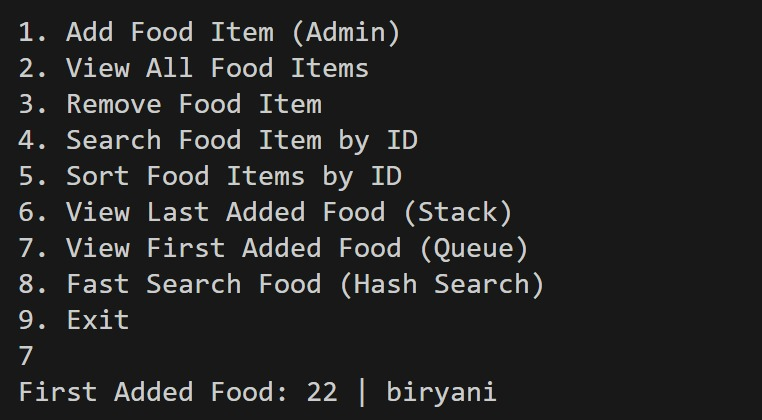 1. Add Food Item (Admin)
2. View All Food Items
3. Remove Food Item
4. Search Food Item by ID
5. Sort Food Items by ID
6. View Last Added Food (Stack)
7. View First Added Food (Queue)
8. Fast Search Food (Hash Search)
9. Exit
7
First Added Food: 22 | biryani